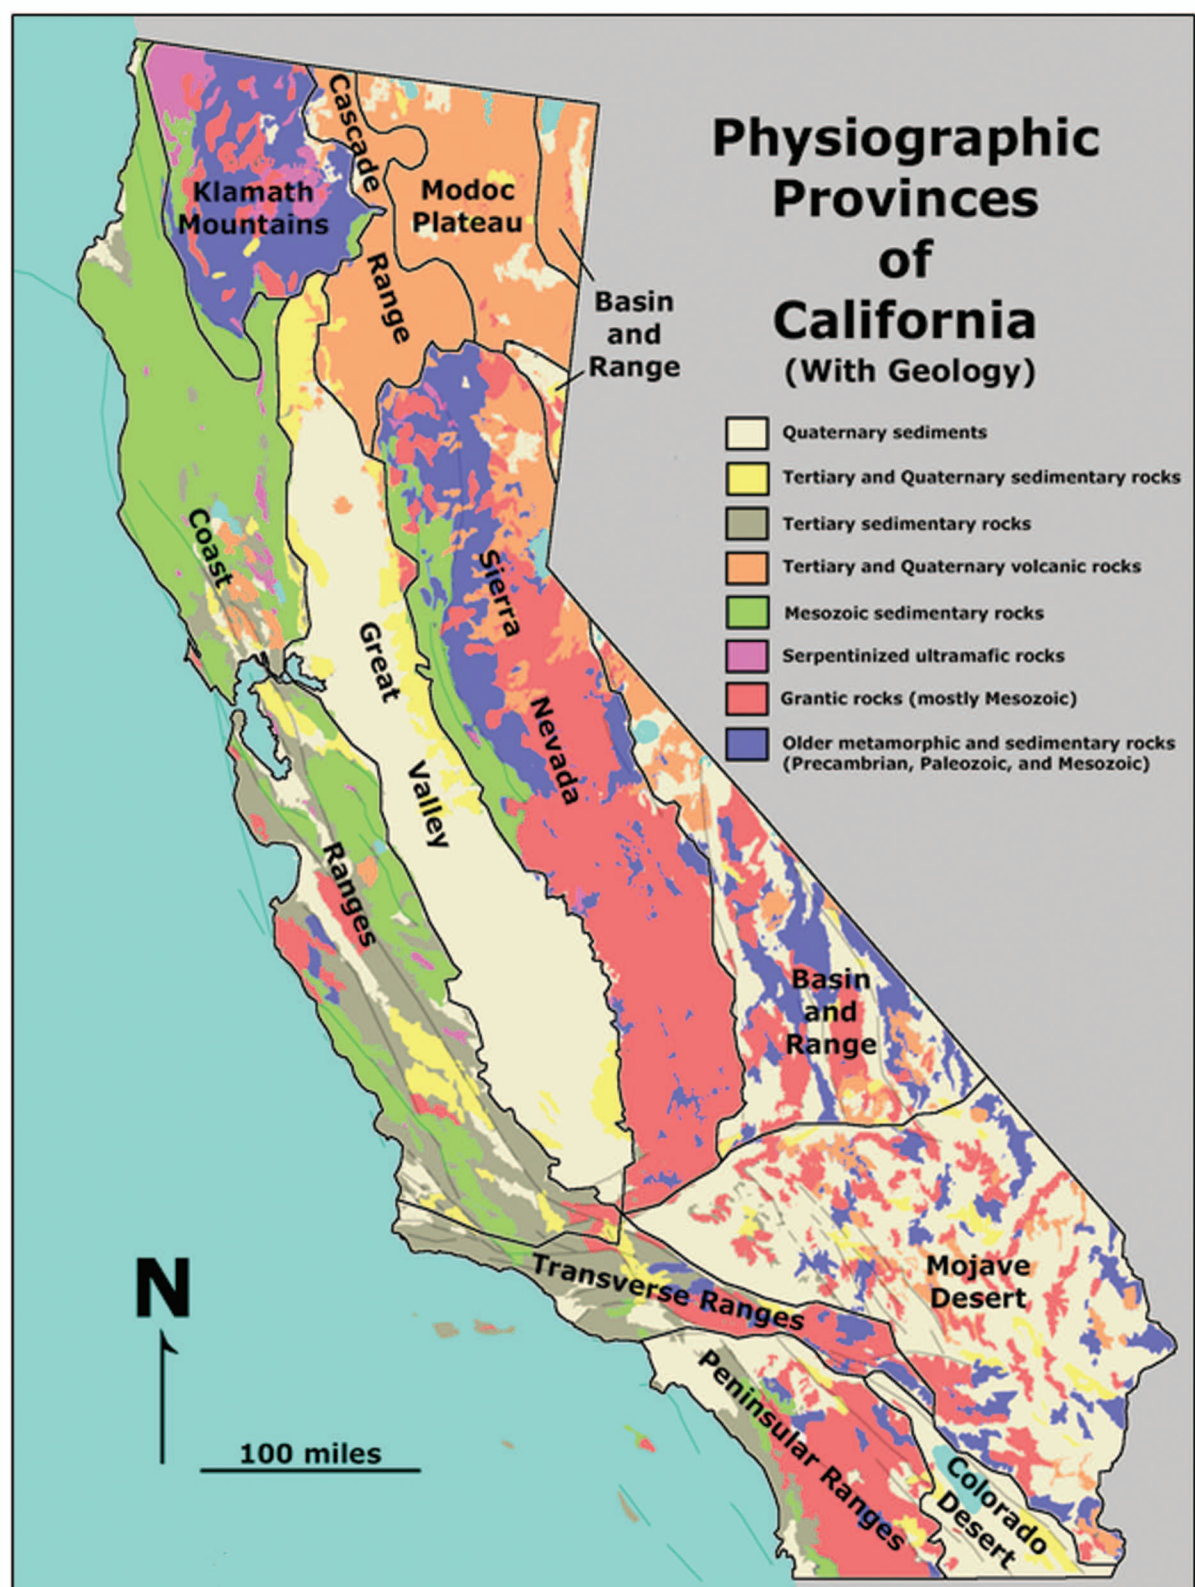 Physiographic
Provinces
of
California
(With Geology)
Quaternary sediments
Tertiary and Quaternary sedimentary rocks
Tertiary sedimentary rocks
Tertiary and Quaternary volcanic rocks
Mesozoic sedimentary rocks
Serpentinized ultramafic rocks
Grantic rocks (mostly Mesozoic)
Older metamorphic and sedimentary rocks
(Precambrian, Paleozoic, and Mesozoic)
Klamath
Mountains
Cascade
Range
Modoc
Plateau
Basin
and
Range
Coast
Ranges
Great
Valley
Sierra
Nevada
Basin
and
Range
Mojave
Desert
Transverse Ranges
Peninsular Ranges
Colorado
Desert
N
100 miles